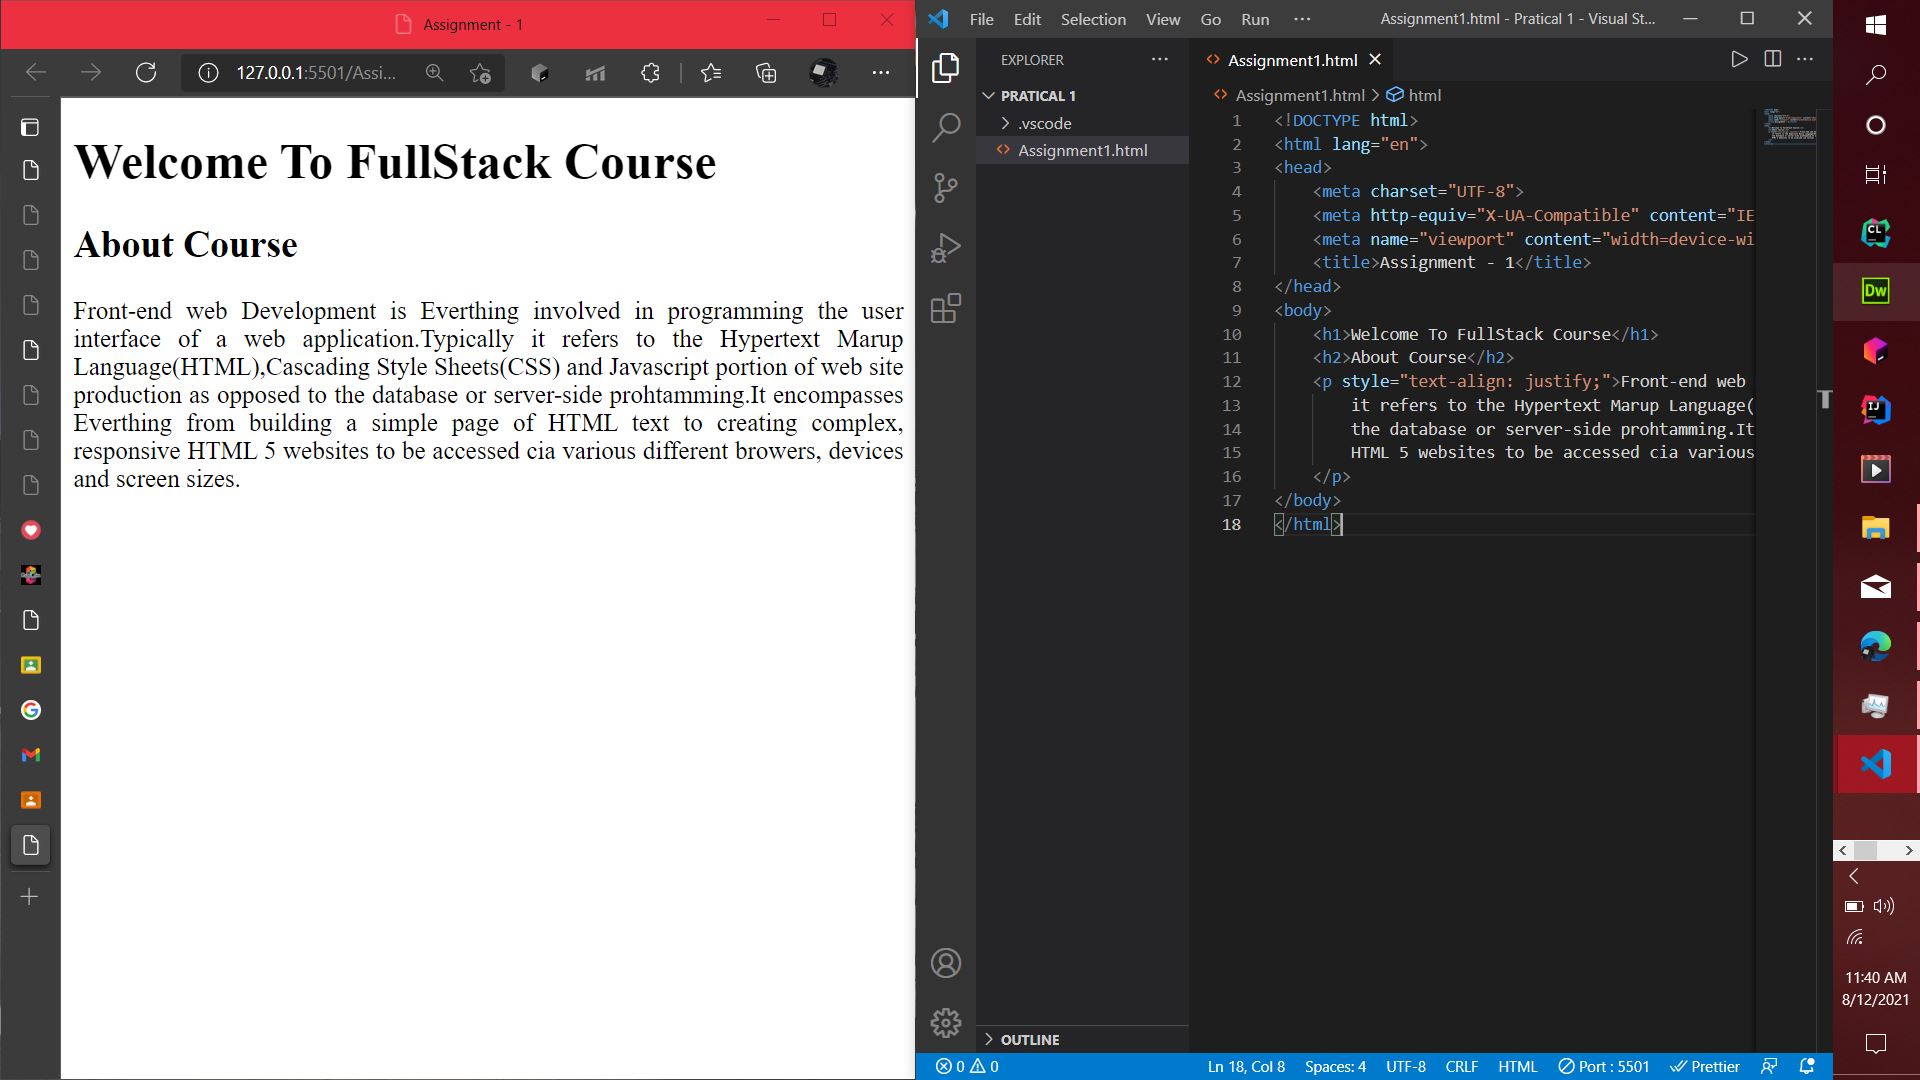 Assignment - 1
127.0.0.1:5501/Assi...
Welcome To FullStack Course
About Course
Front-end web Development is Everthing involved in programming the user
interface of a web application.Typically it refers to the Hypertext Marup
Language(HTML),Cascading Style Sheets(CSS) and Javascript portion of web site
production as opposed to the database or server-side prohtamming.It encompasses
Everthing from building a simple page of HTML text to creating complex,
responsive HTML 5 websites to be accessed cia various different browers, devices
and screen sizes.
File Edit Selection View Go Run ··· Assignment1.html - Pratical 1 - Visual St...
EXPLORER ···
PRATICAL 1
.vscode
Assignment1.html
OUTLINE
Assignment1.html
Assignment1.html > html
1 <!DOCTYPE html>
2 <html lang="en">
3 <head>
4 <meta charset="UTF-8">
5 <meta http-equiv="X-UA-Compatible" content="IE
6 <meta name="viewport" content="width=device-wi
7 <title>Assignment - 1</title>
8 </head>
9 <body>
10 <h1>Welcome To FullStack Course</h1>
11 <h2>About Course</h2>
12 <p style="text-align: justify;">Front-end web
13 it refers to the Hypertext Marup Language(
14 the database or server-side prohtamming.It
15 HTML 5 websites to be accessed cia various
16 </p>
17 </body>
18 </html>
0 0 Ln 18, Col 8 Spaces: 4 UTF-8 CRLF HTML Port : 5501 Prettier
CL
Dw
IJ
11:40 AM
8/12/2021